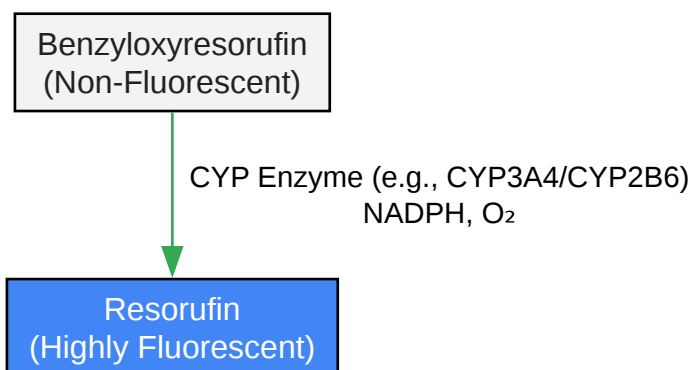 Benzyloxyresorufin
(Non-Fluorescent)
CYP Enzyme (e.g., CYP3A4/CYP2B6)
NADPH, O₂
Resorufin
(Highly Fluorescent)